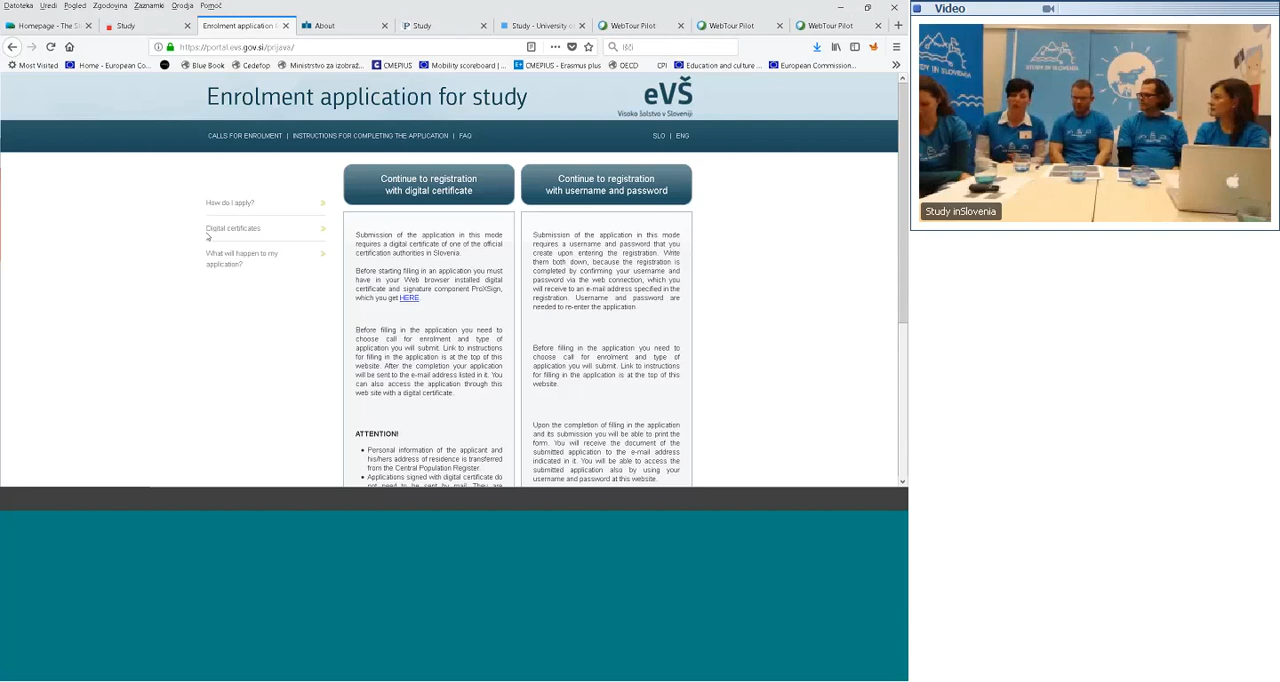 Datoteka Uredi Pogled Zgodovina Zaznamki Orodja Pomoč
Homepage - The St
Study
Enrolment application f
About
Study
Study - University o
WebTour Pilot
WebTour Pilot
WebTour Pilot
https://portal.evs.gov.si/prijava/
Išči
Most Visited
Home - European Co...
Blue Book
Cedefop
Ministrstvo za izobraž...
CMEPIUS
Mobility scoreboard | ...
CMEPIUS - Erasmus plus
OECD
CPI
Education and culture ...
European Commission...
Enrolment application for study
eVŠ
Visoko šolstvo v Sloveniji
CALLS FOR ENROLMENT | INSTRUCTIONS FOR COMPLETING THE APPLICATION | FAQ
SLO | ENG
How do I apply?
Digital certificates
What will happen to my
application?
Continue to registration
with digital certificate
Submission of the application in this mode
requires a digital certificate of one of the official
certification authorities in Slovenia.
Before starting filling in an application you must
have in your Web browser installed digital
certificate and signature component ProXSign,
which you get HERE
Before filling in the application you need to
choose call for enrolment and type of
application you will submit. Link to instructions
for filling in the application is at the top of this
website. After the completion your application
will be sent to the e-mail address listed in it. You
can also access the application through this
web site with a digital certificate.
ATTENTION!
• Personal information of the applicant and
his/hers address of residence is transferred
from the Central Population Register.
• Applications signed with digital certificate do
not need to be sent by mail. They are
Continue to registration
with username and password
Submission of the application in this mode
requires a username and password that you
create upon entering the registration. Write
them both down, because the registration is
completed by confirming your username and
password via the web connection, which you
will receive to an e-mail address specified in the
registration. Username and password are
needed to re-enter the application
Before filling in the application you need to
choose call for enrolment and type of
application you will submit. Link to instructions
for filling in the application is at the top of this
website.
Upon the completion of filling in the application
and its submission you will be able to print the
form. You will receive the document of the
submitted application to the e-mail address
indicated in it. You will be able to access the
submitted application also by using your
username and password at this website.
Video
STUDY IN SLOVENIA
Study inSlovenia